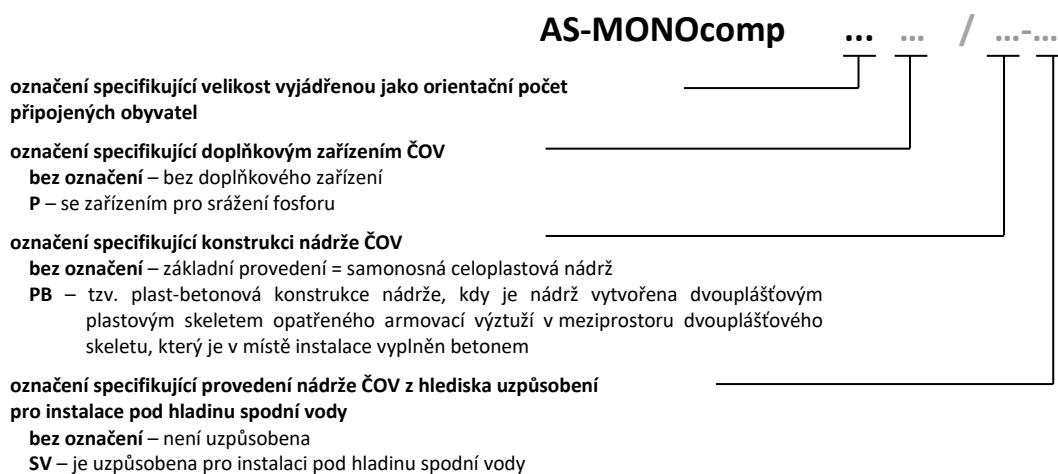 AS-MONOcomp ... ... / ...-...
označení specifikující velikost vyjádřenou jako orientační počet
připojených obyvatel
označení specifikující doplňkovým zařízením ČOV
bez označení – bez doplňkového zařízení
P – se zařízením pro srážení fosforu
označení specifikující konstrukci nádrže ČOV
bez označení – základní provedení = samonosná celoplastová nádrž
PB – tzv. plast-betonová konstrukce nádrže, kdy je nádrž vytvořena dvouplášťovým
plastovým skeletem opatřeného armovací výztuží v meziprostoru dvouplášťového
skeletu, který je v místě instalace vyplněn betonem
označení specifikující provedení nádrže ČOV z hlediska uzpůsobení
pro instalace pod hladinu spodní vody
bez označení – není uzpůsobena
SV – je uzpůsobena pro instalaci pod hladinu spodní vody